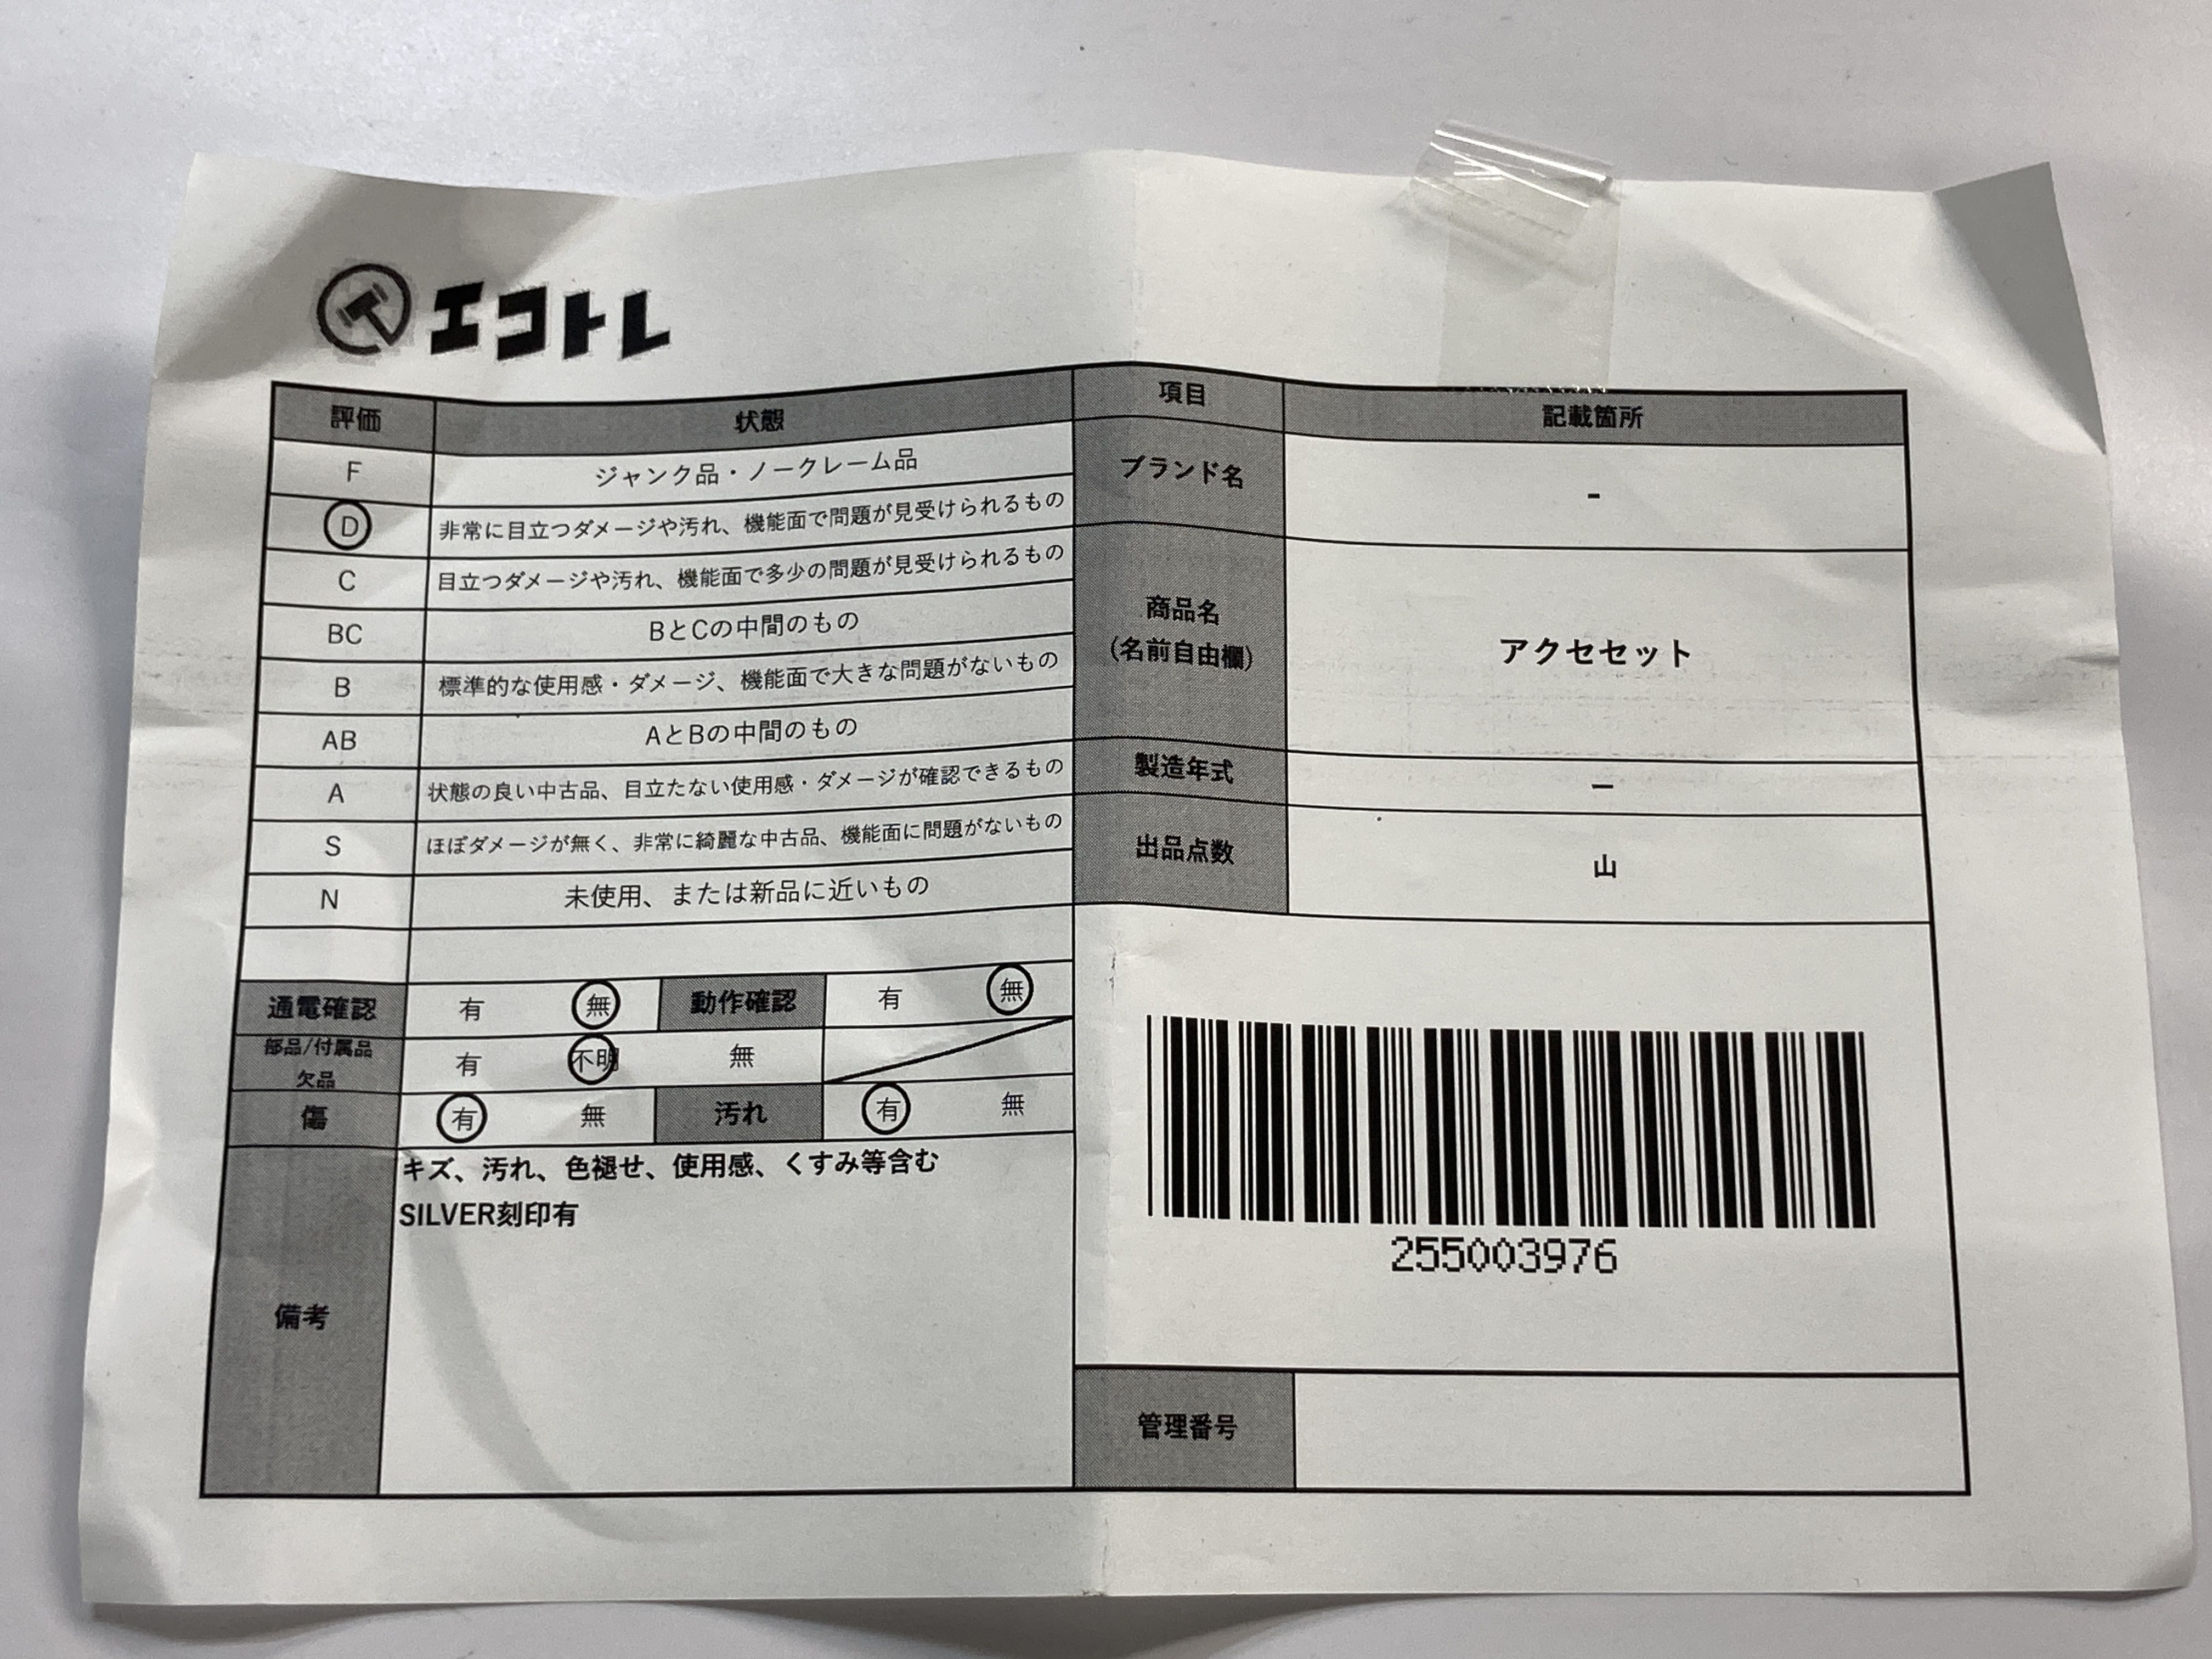 エコトレ
評価 状態
F ジャンク品・ノークレーム品
D 非常に目立つダメージや汚れ、機能面で問題が見受けられるもの
C 目立つダメージや汚れ、機能面で多少の問題が見受けられるもの
BC BとCの中間のもの
B 標準的な使用感・ダメージ、機能面で大きな問題がないもの
AB AとBの中間のもの
A 状態の良い中古品、目立たない使用感・ダメージが確認できるもの
S ほぼダメージが無く、非常に綺麗な中古品、機能面に問題がないもの
N 未使用、または新品に近いもの
通電確認 有 無 動作確認 有 無
部品/付属品
欠品 有 不明 無
傷 有 無 汚れ 有 無
備考
キズ、汚れ、色褪せ、使用感、くすみ等含む
SILVER刻印有
項目 記載箇所
ブランド名 -
商品名
(名前自由欄) アクセセット
製造年式 ー
出品点数 山
255003976
管理番号